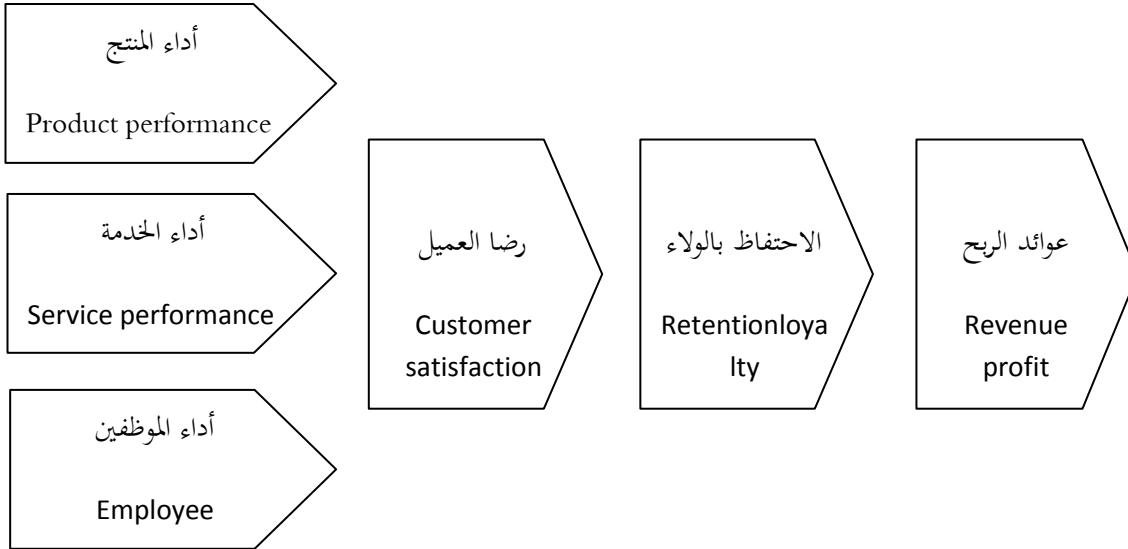 أداء المنتج
Product performance
أداء الخدمة
Service performance
أداء الموظفين
Employee
رضا العميل
Customer
satisfaction
الاحتفاظ بالولاء
Retentionloya
lty
عوائد الربح
Revenue
profit